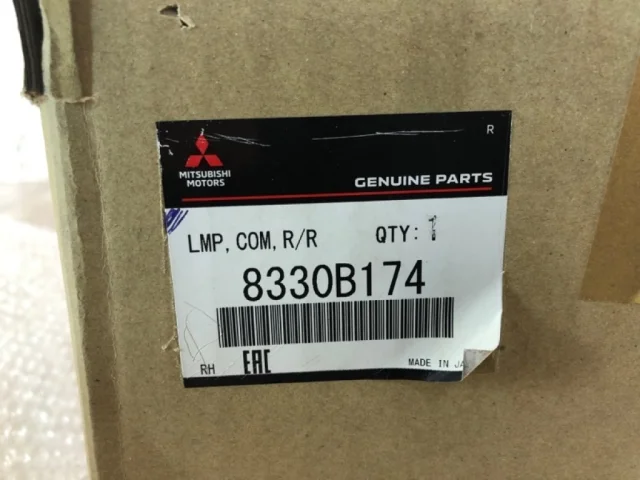 R
MITSUBISHI
MOTORS
GENUINE PARTS
LMP, COM, R/R QTY: 1
8330B174
RH EAC MADE IN JA